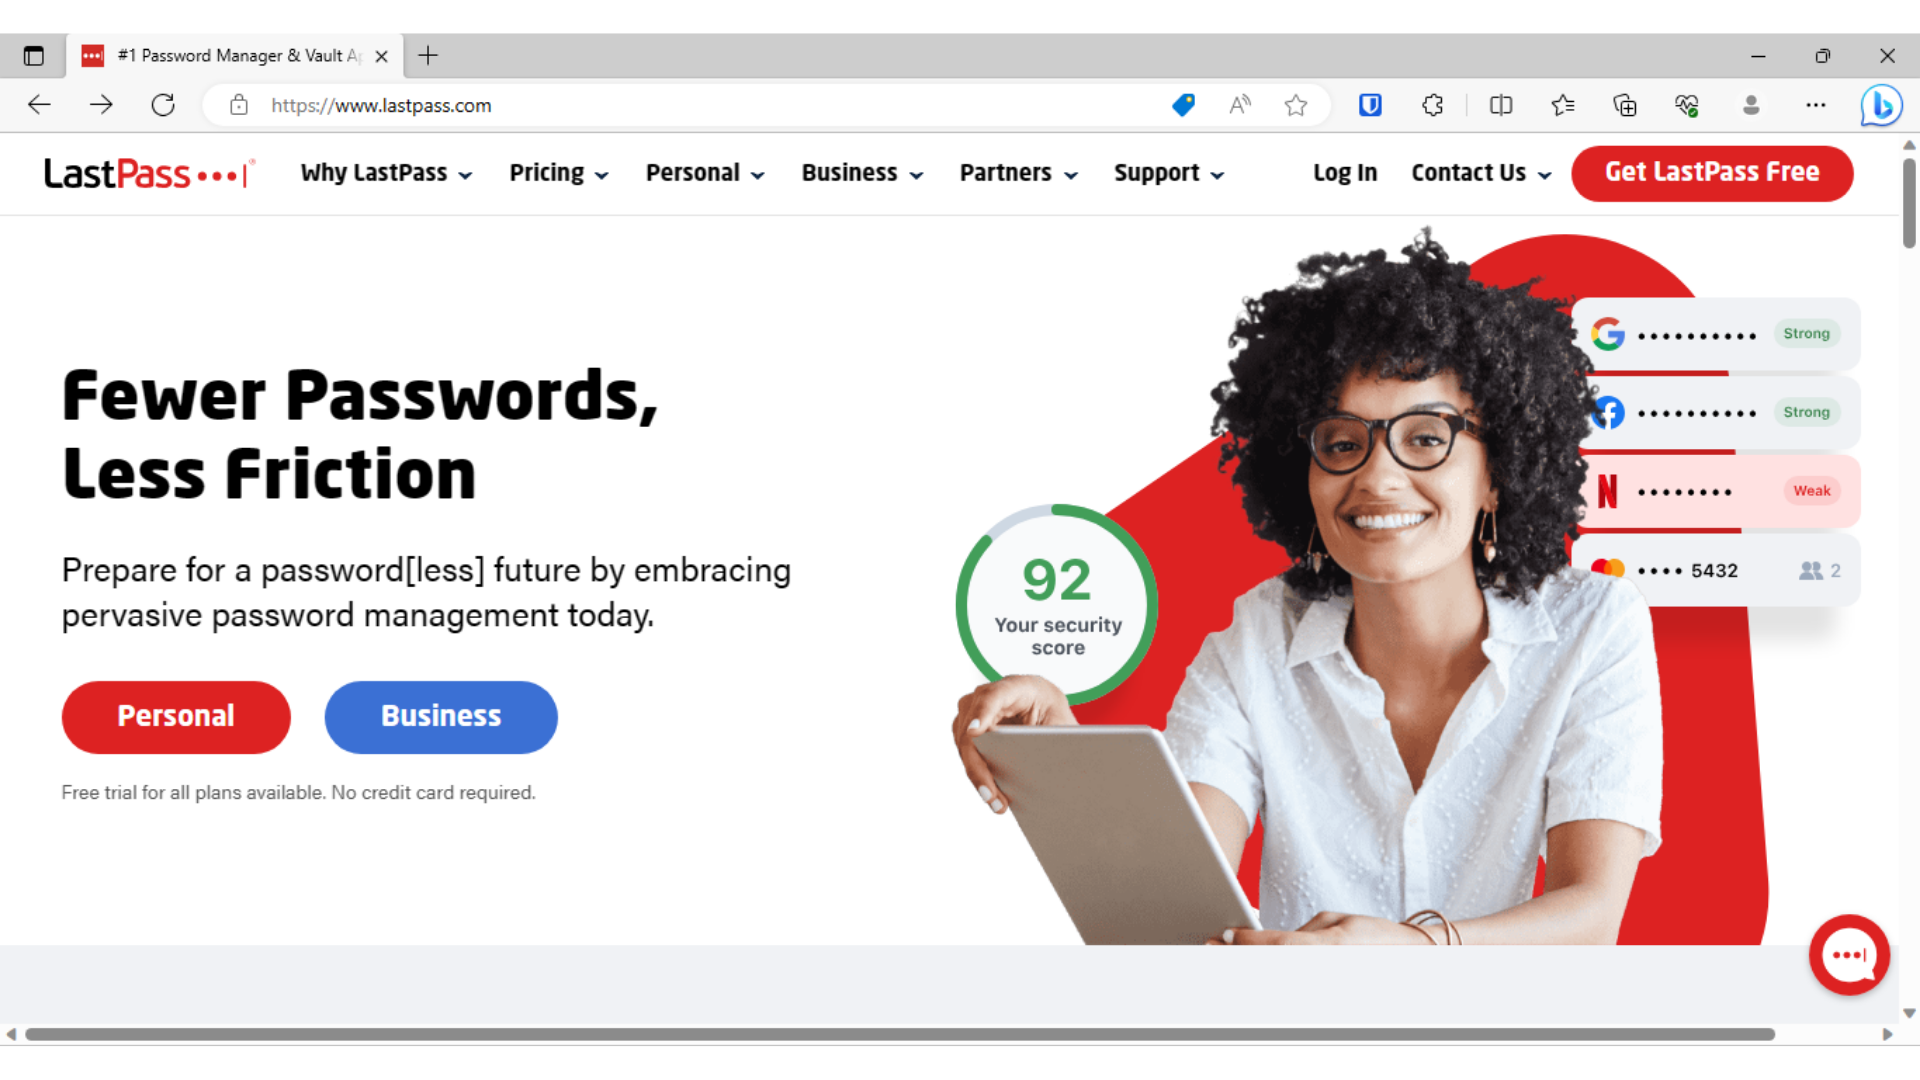 #1 Password Manager & Vault
https://www.lastpass.com
LastPass
Why LastPass
Pricing
Personal
Business
Partners
Support
Log In
Contact Us
Get LastPass Free
Fewer Passwords,
Less Friction
Prepare for a password[less] future by embracing
pervasive password management today.
Personal
Business
Free trial for all plans available. No credit card required.
92
Your security
score
Strong
Strong
Weak
5432
2